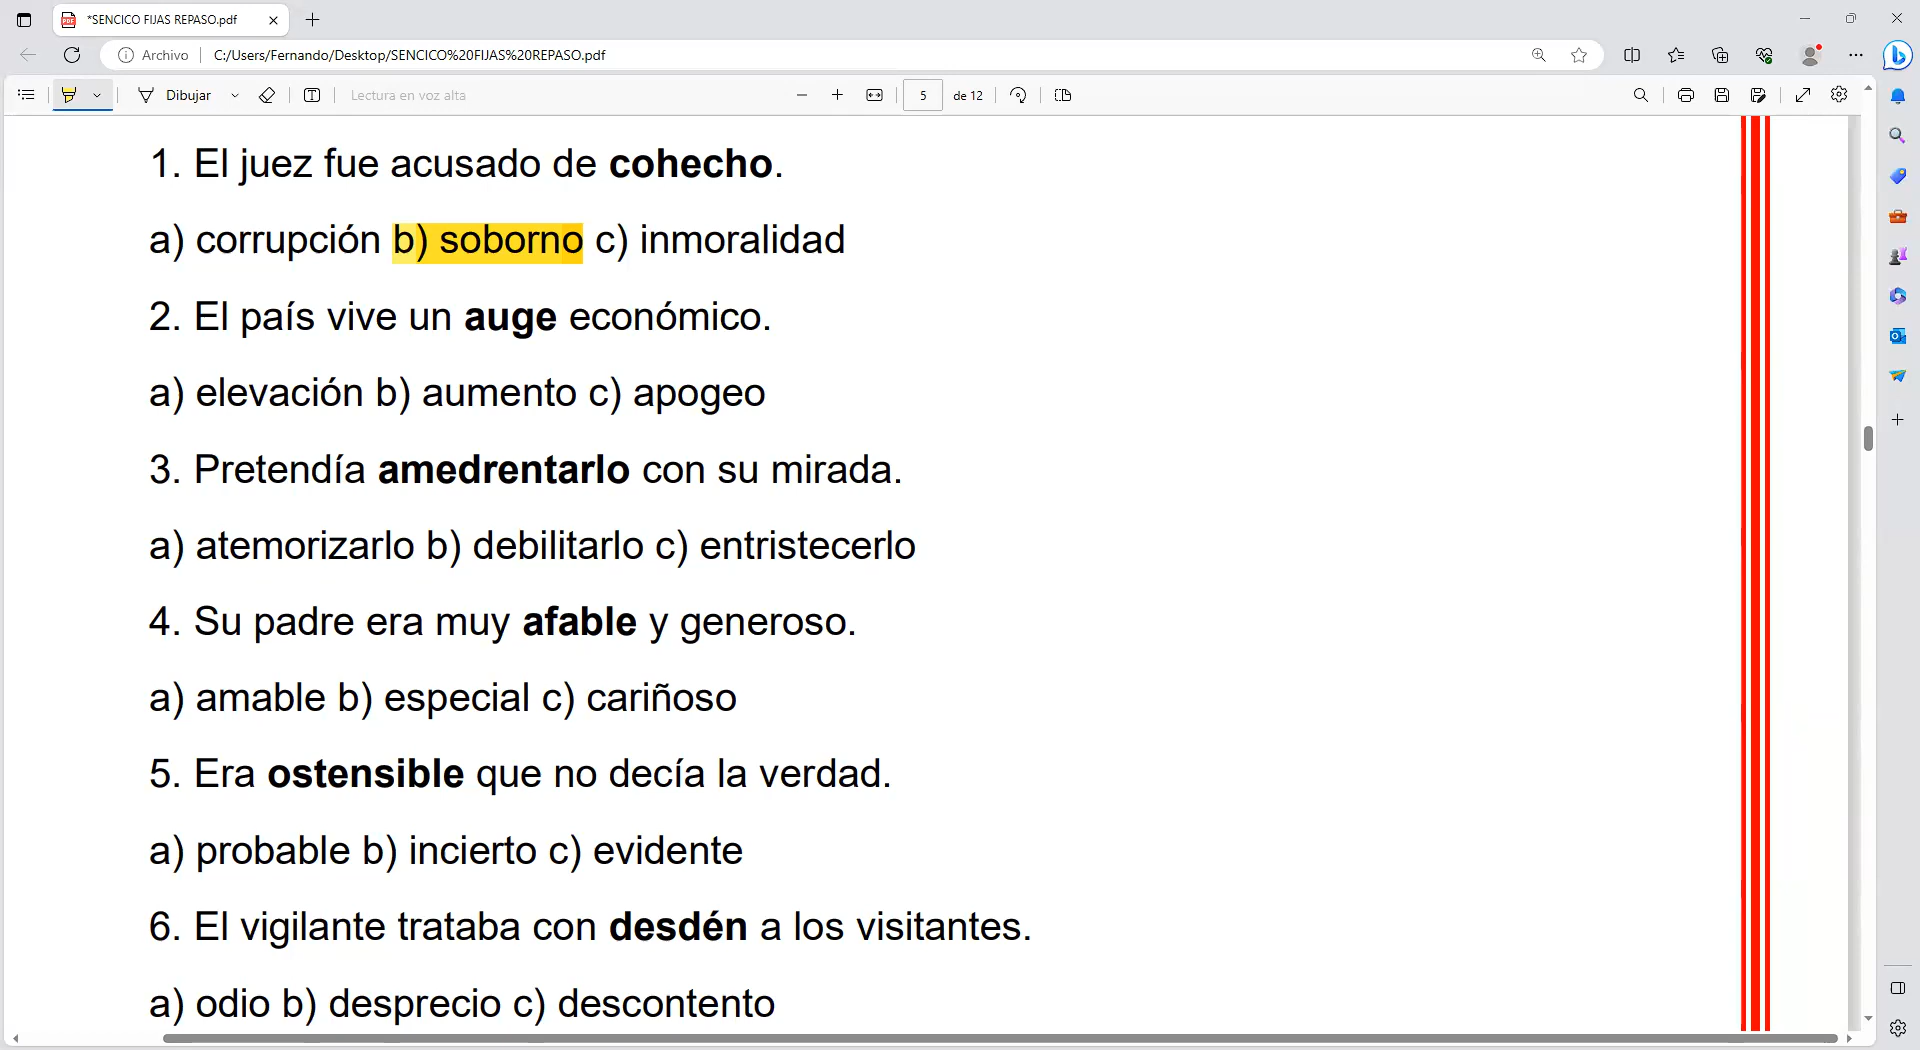 *SENCICO FIJAS REPASO.pdf
Archivo C:/Users/Fernando/Desktop/SENCICO%20FIJAS%20REPASO.pdf
Dibujar Lectura en voz alta 5 de 12
1. El juez fue acusado de cohecho.
a) corrupción b) soborno c) inmoralidad
2. El país vive un auge económico.
a) elevación b) aumento c) apogeo
3. Pretendía amedrentarlo con su mirada.
a) atemorizarlo b) debilitarlo c) entristecerlo
4. Su padre era muy afable y generoso.
a) amable b) especial c) cariñoso
5. Era ostensible que no decía la verdad.
a) probable b) incierto c) evidente
6. El vigilante trataba con desdén a los visitantes.
a) odio b) desprecio c) descontento